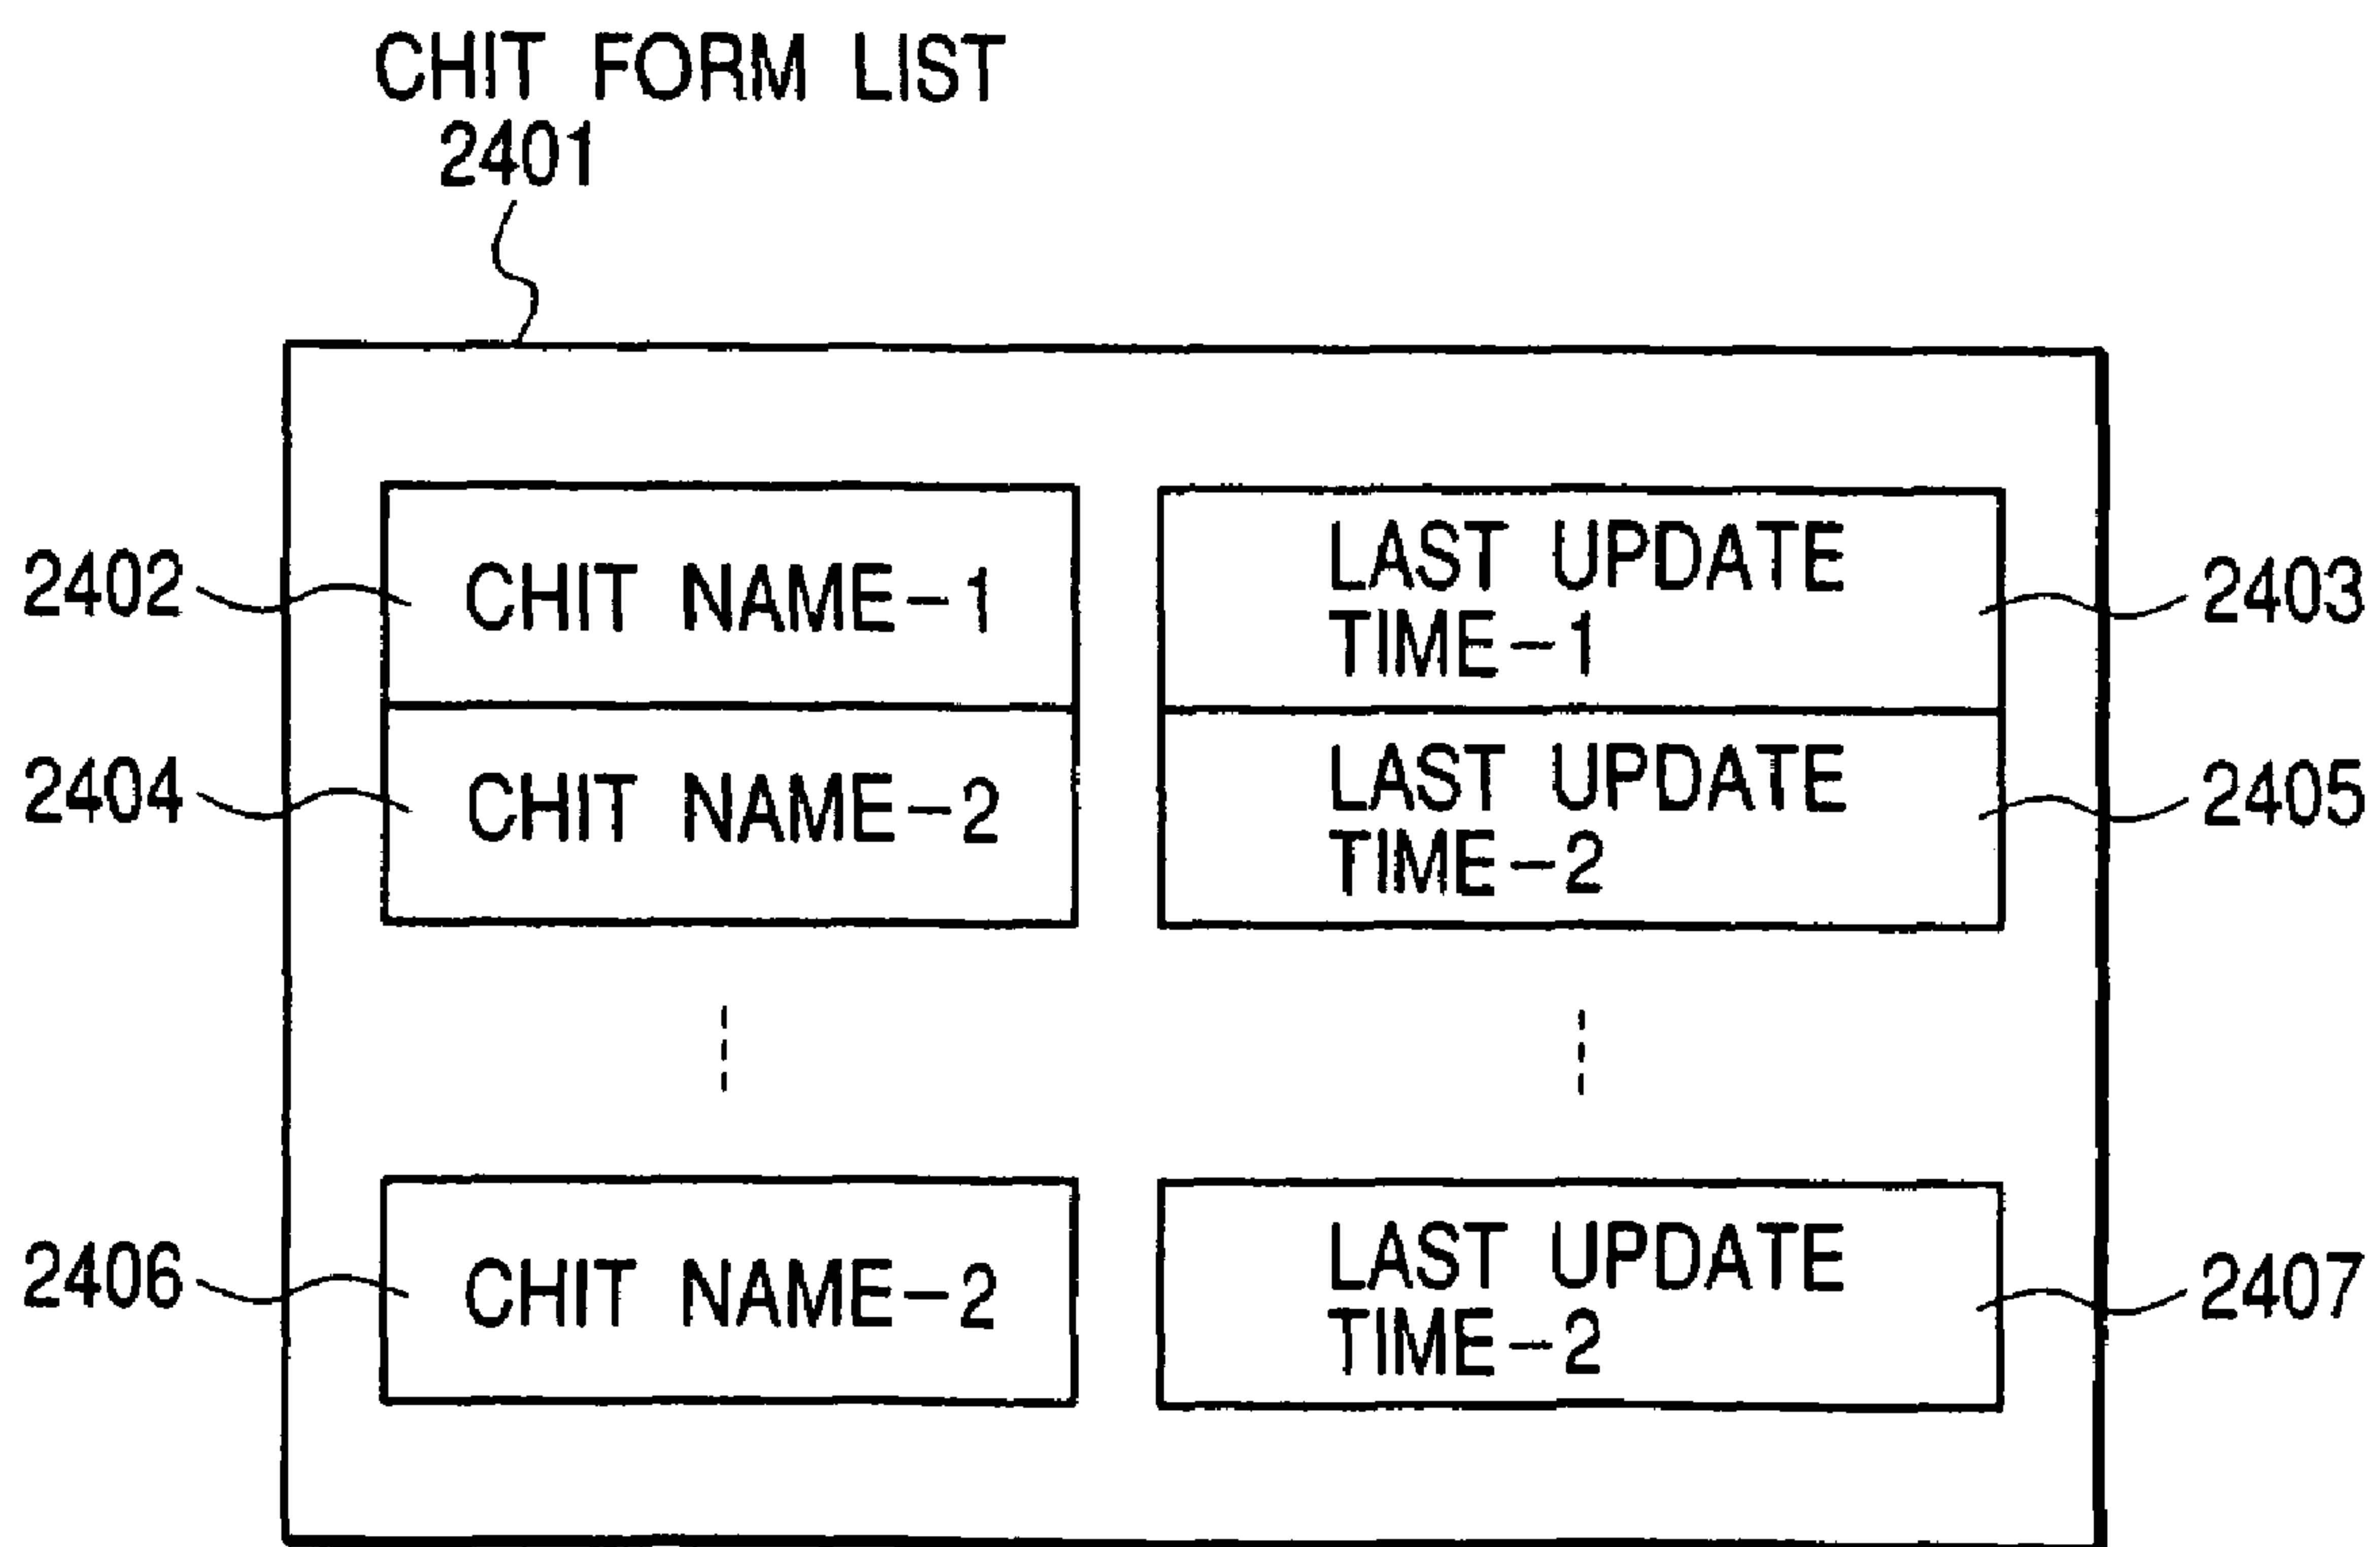 CHIT FORM LIST
2401
2402
CHIT NAME-1
LAST UPDATE
TIME-1
2403
2404
CHIT NAME-2
LAST UPDATE
TIME-2
2405
2406
CHIT NAME-2
LAST UPDATE
TIME-2
2407